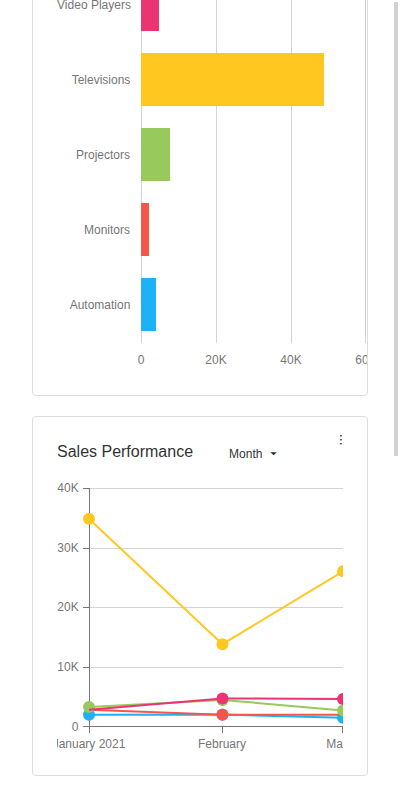 Video Players
Televisions
Projectors
Monitors
Automation
0 20K 40K 60
Sales Performance
Month
40K
30K
20K
10K
0
January 2021 February Ma